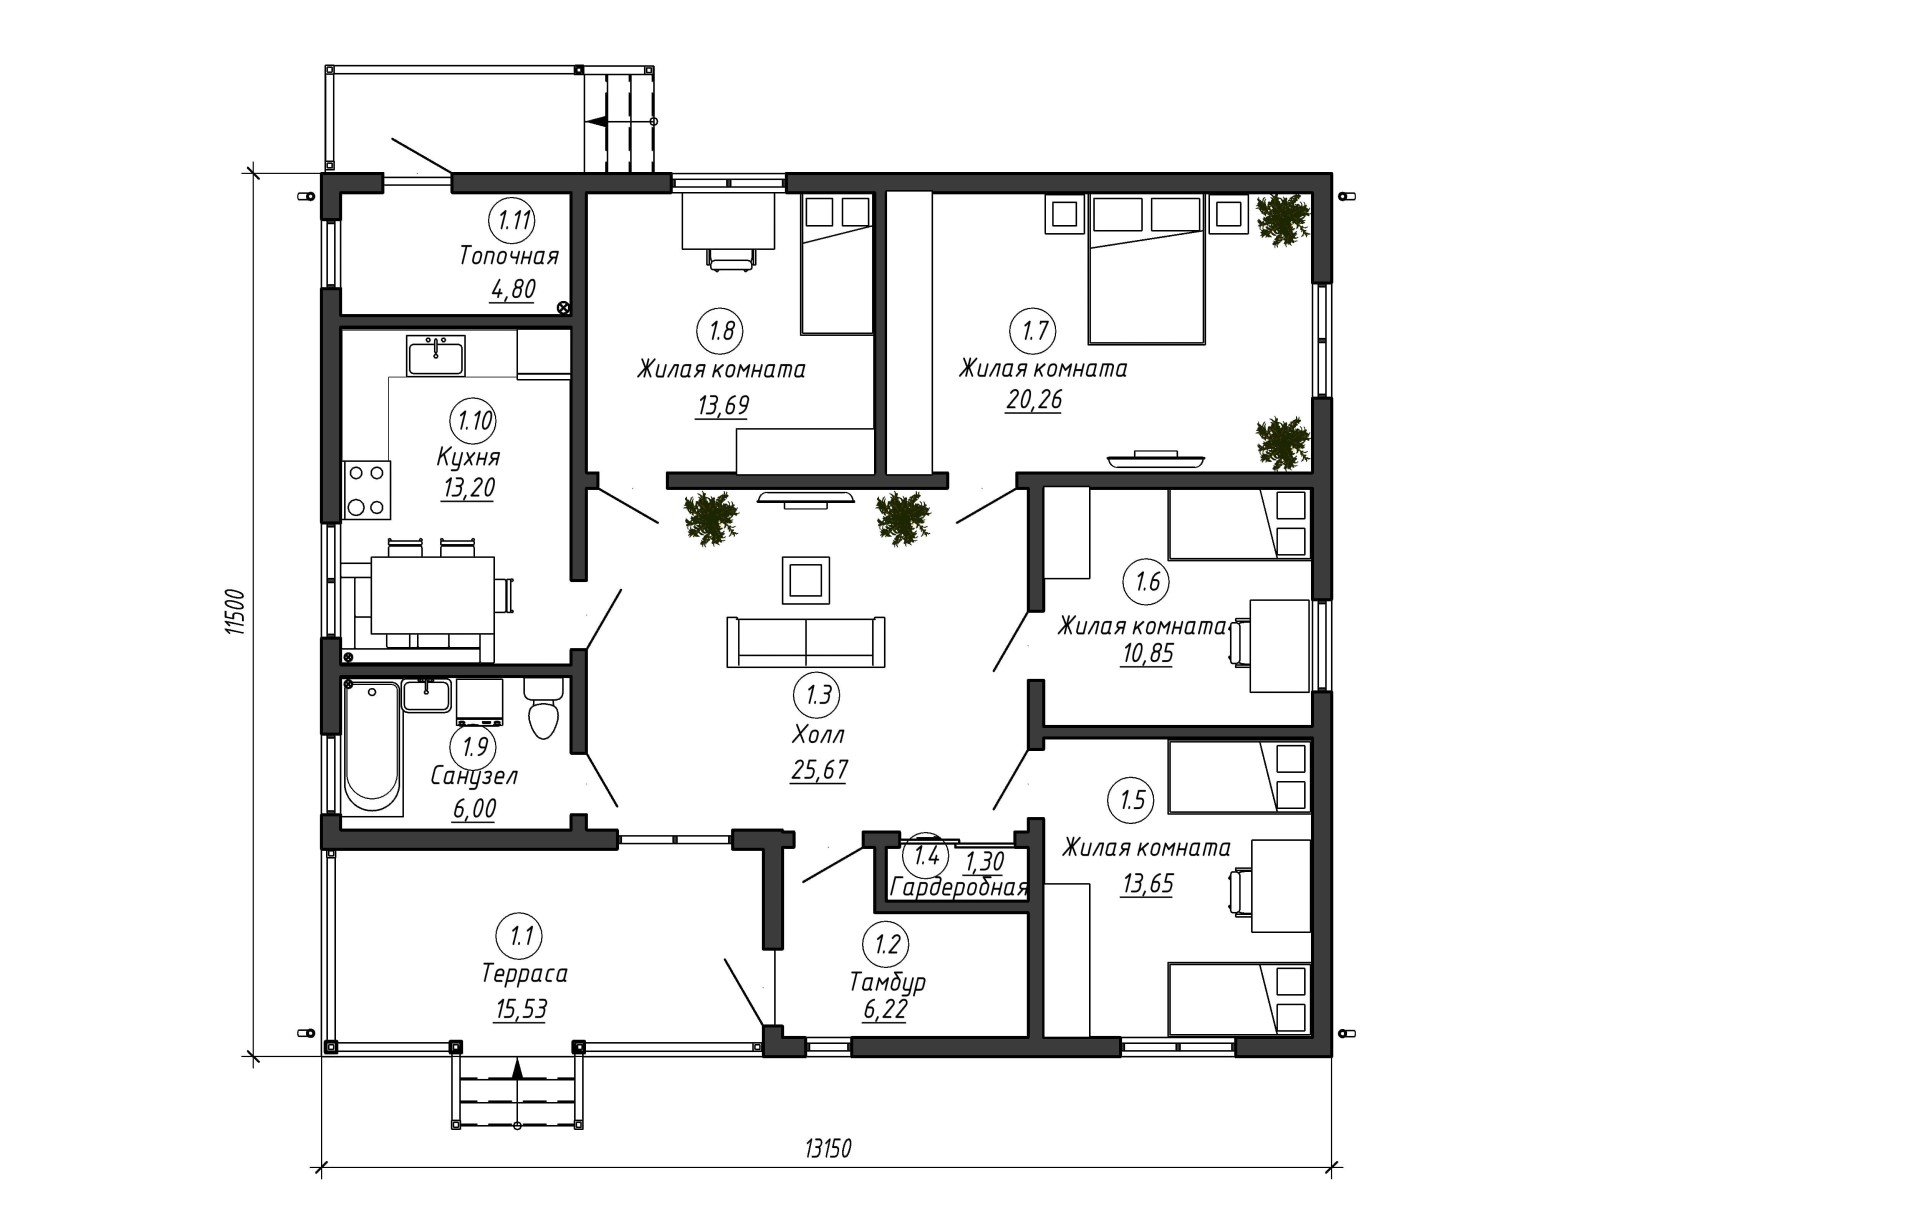 1.11
Топочная
4,80
1.8
Жилая комната
13,69
1.7
Жилая комната
20,26
1.10
Кухня
13,20
1.6
Жилая комната
10,85
11500
1.3
Холл
25,67
1.9
Санузел
6,00
1.5
Жилая комната
13,65
1.4 1,30
Гардеробная
1.1
Терраса
15,53
1.2
Тамбур
6,22
13150